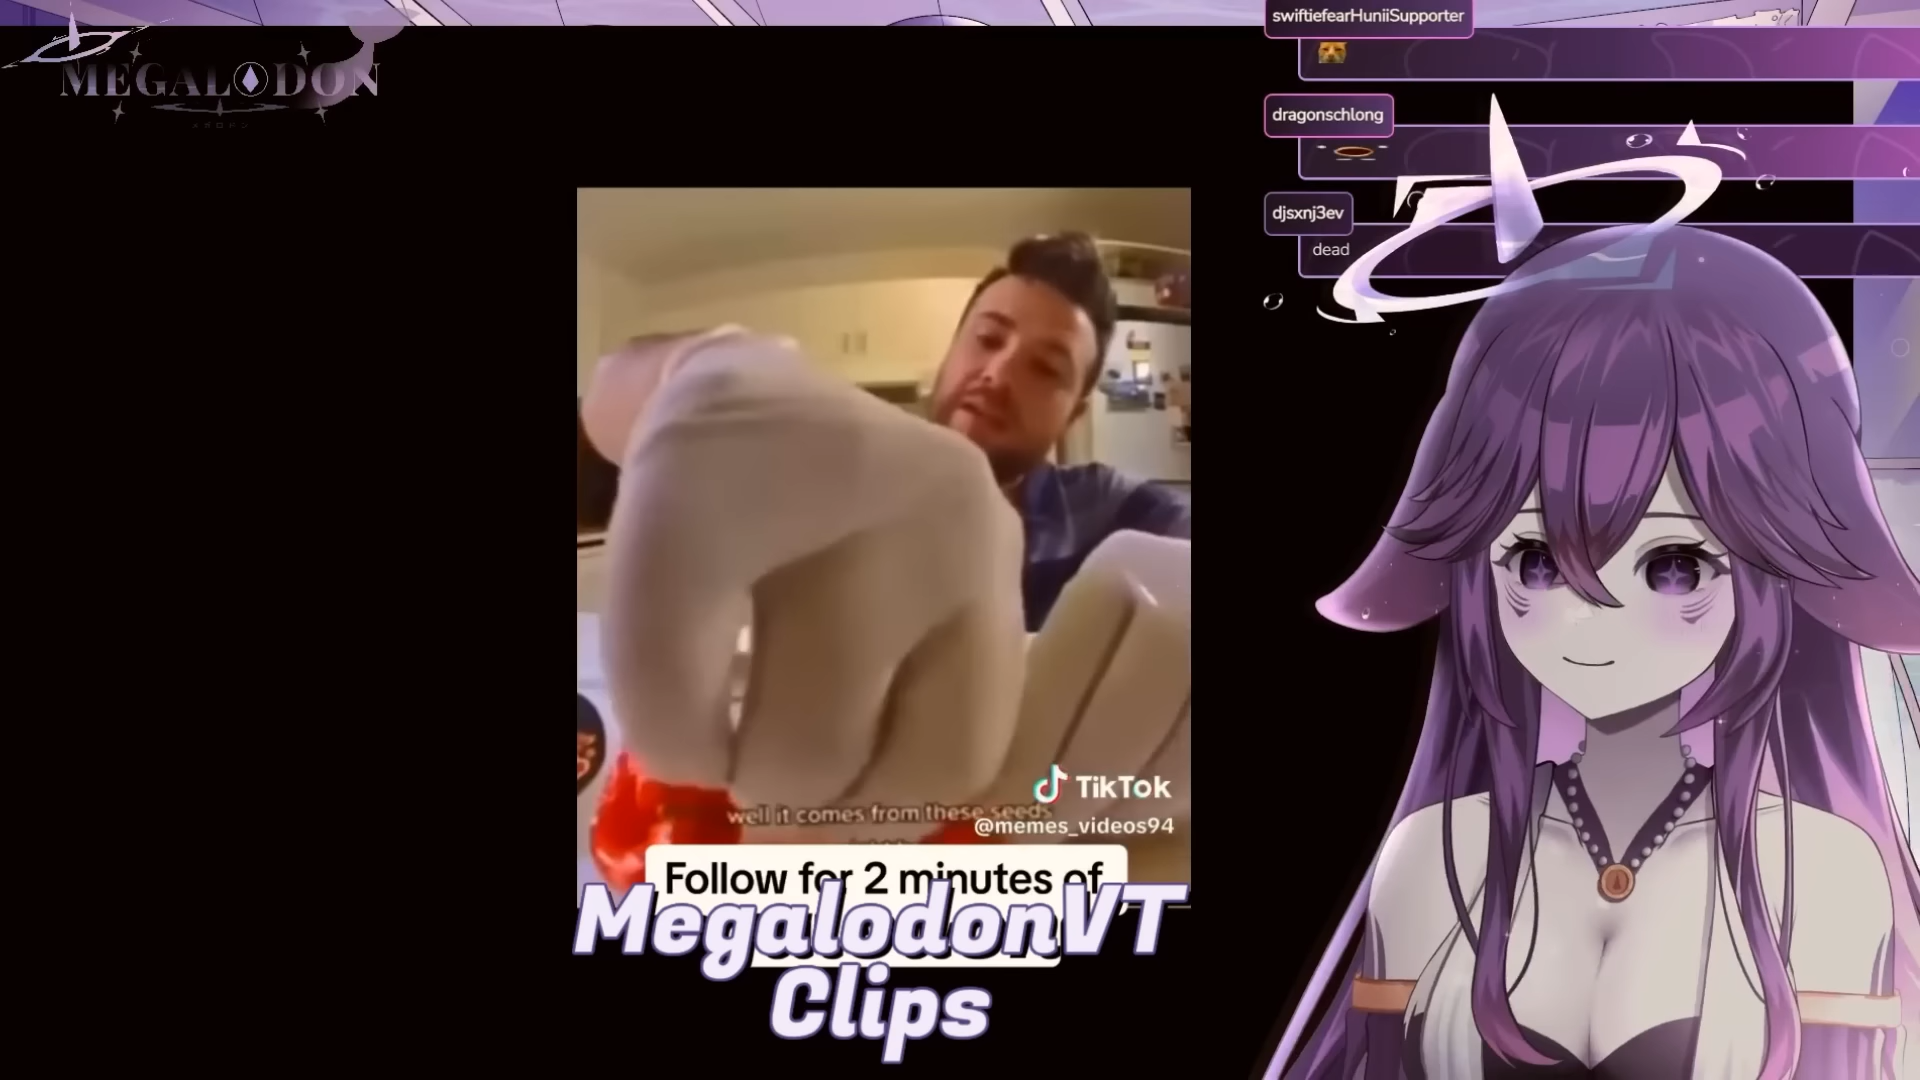 MEGALODON
swiftiefearHuniiSupporter
dragonschlong
djsxnj3ev
dead
TikTok
well it comes from these seeds
@memes_videos94
Follow for 2 minutes of
MegalodonVT
Clips